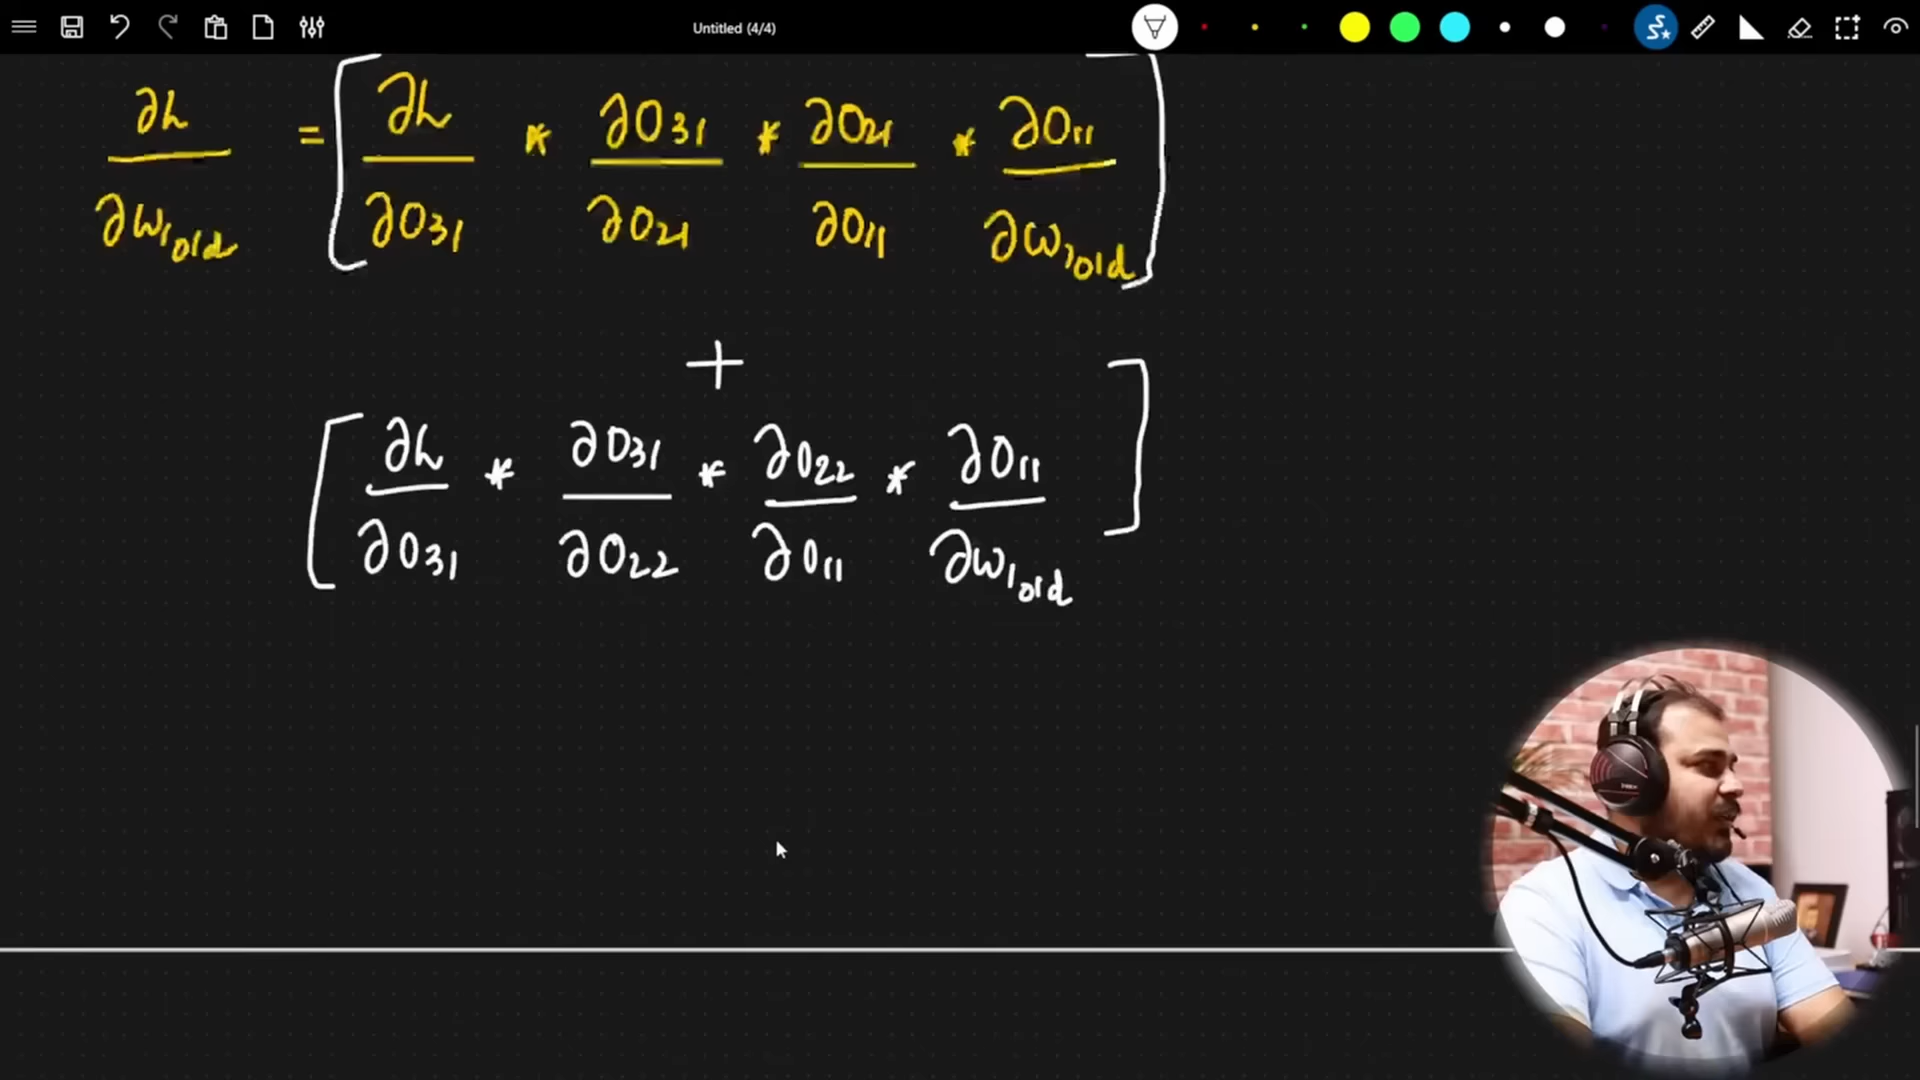 Untitled (4/4)
∂L/∂w₁old = [∂L/∂O₃₁ * ∂O₃₁/∂O₂₁ * ∂O₂₁/∂O₁₁ * ∂O₁₁/∂w₁old]
+
[∂L/∂O₃₁ * ∂O₃₁/∂O₂₂ * ∂O₂₂/∂O₁₁ * ∂O₁₁/∂w₁old]